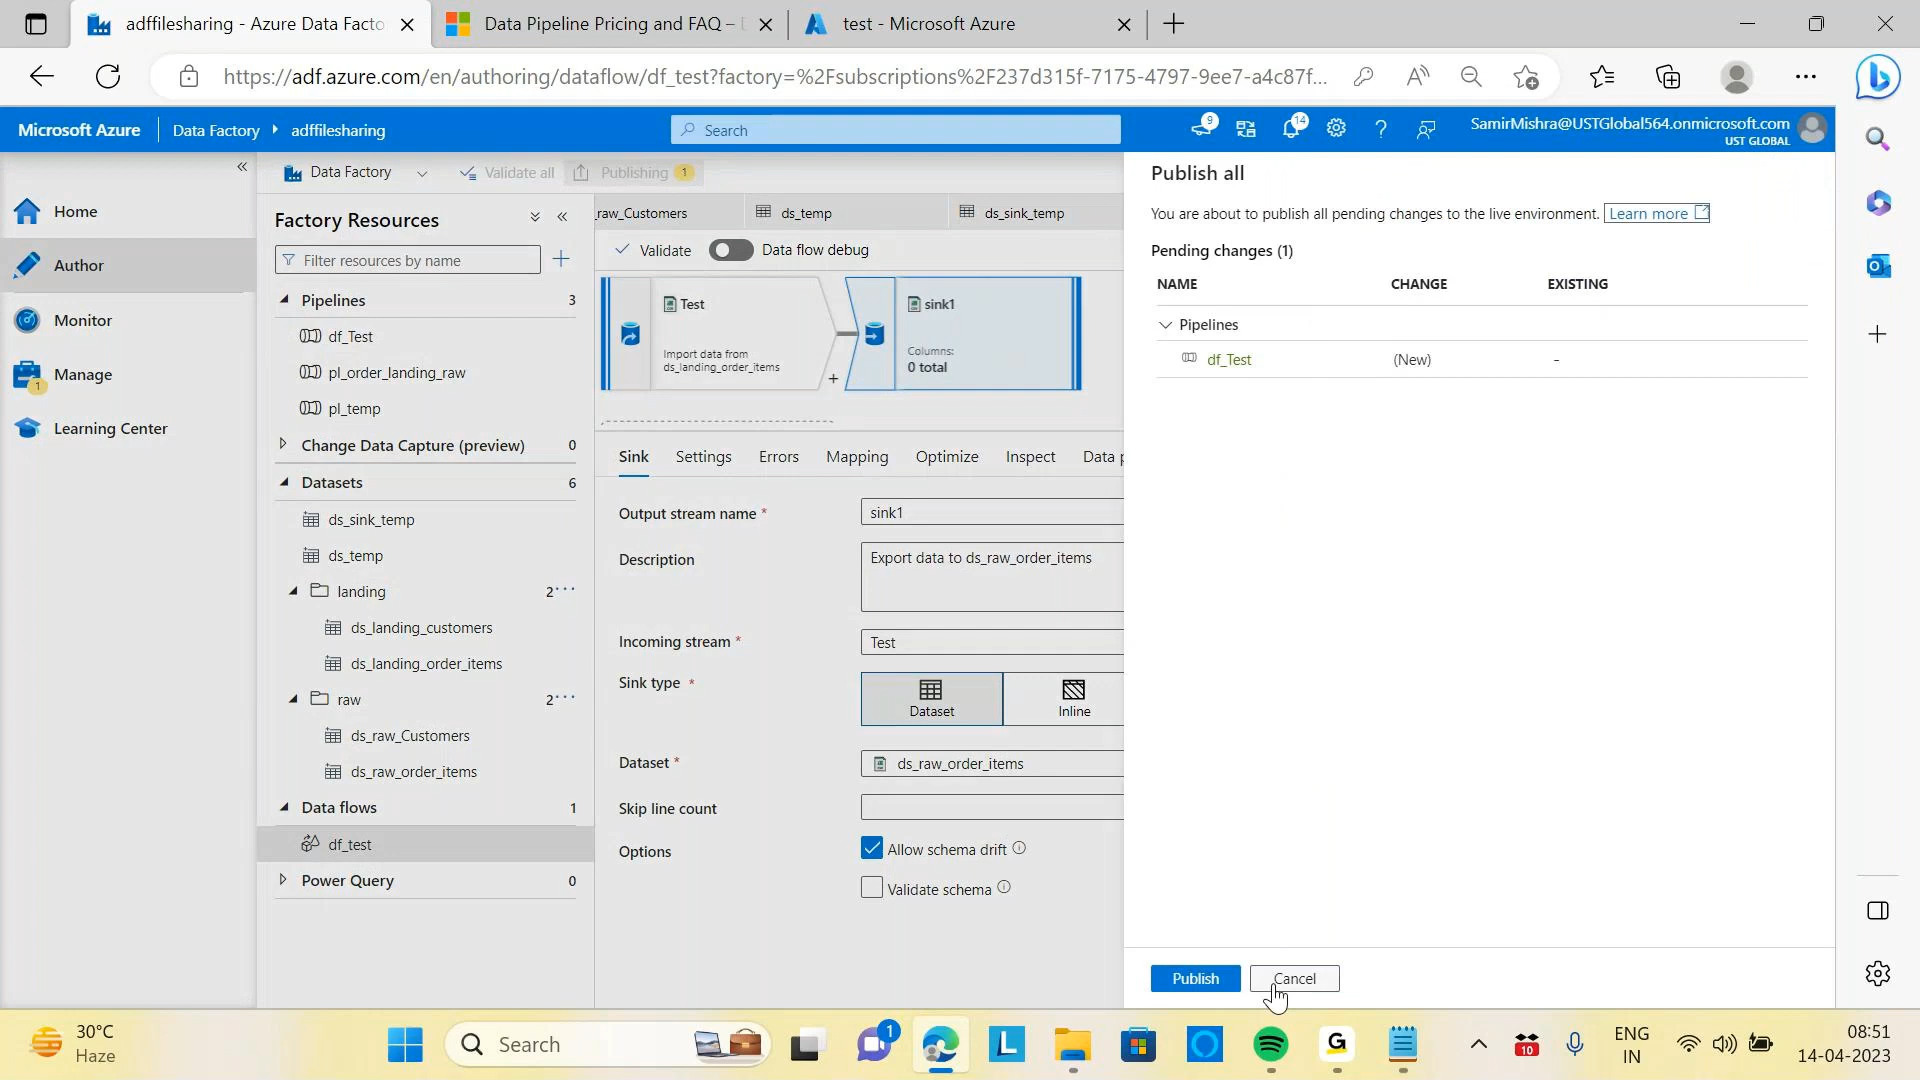 adffilesharing - Azure Data Facto
Data Pipeline Pricing and FAQ –
test - Microsoft Azure
https://adf.azure.com/en/authoring/dataflow/df_test?factory=%2Fsubscriptions%2F237d315f-7175-4797-9ee7-a4c87f...
Microsoft Azure
Data Factory
adffilesharing
Search
9
14
SamirMishra@USTGlobal564.onmicrosoft.com
UST GLOBAL
Home
Author
Monitor
Manage
1
Learning Center
Data Factory
Validate all
Publishing
1
Factory Resources
Filter resources by name
Pipelines
3
df_Test
pl_order_landing_raw
pl_temp
Change Data Capture (preview)
0
Datasets
6
ds_sink_temp
ds_temp
landing
2
ds_landing_customers
ds_landing_order_items
raw
2
ds_raw_Customers
ds_raw_order_items
Data flows
1
df_test
Power Query
0
_raw_Customers
ds_temp
ds_sink_temp
Validate
Data flow debug
Test
Import data from
ds_landing_order_items
+
sink1
Columns:
0 total
Sink
Settings
Errors
Mapping
Optimize
Inspect
Data p
Output stream name *
sink1
Description
Export data to ds_raw_order_items
Incoming stream *
Test
Sink type *
Dataset
Inline
Dataset *
ds_raw_order_items
Skip line count
Options
Allow schema drift
Validate schema
Publish all
You are about to publish all pending changes to the live environment. Learn more
Pending changes (1)
NAME
CHANGE
EXISTING
Pipelines
df_Test
(New)
-
Publish
Cancel
30°C
Haze
Search
1
L
G
10
ENG
IN
08:51
14-04-2023